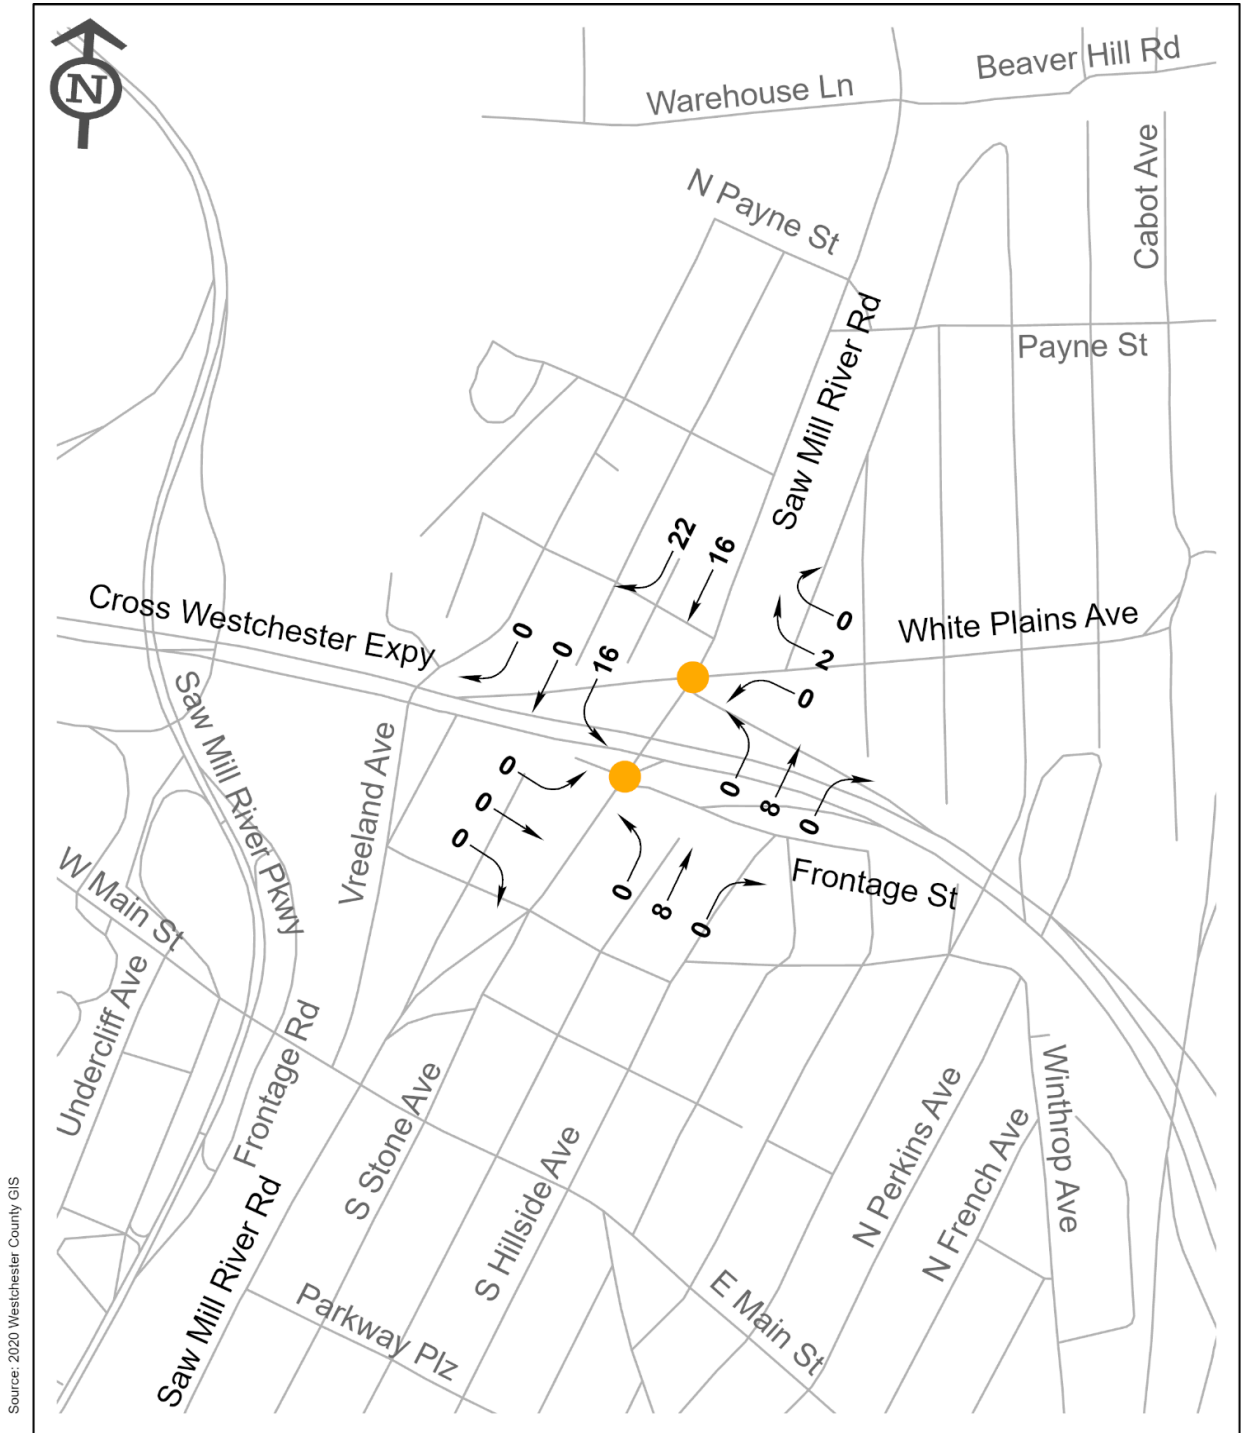 N
Beaver Hill Rd
Warehouse Ln
Cabot Ave
N Payne St
Payne St
Saw Mill River Rd
22
16
Cross Westchester Expy
0
0
16
0
2
0
White Plains Ave
Saw Mill River Pkwy
Vreeland Ave
0
0
0
0
8
0
0
8
0
Frontage St
W Main St
Undercliff Ave
Frontage Rd
S Stone Ave
S Hillside Ave
N Perkins Ave
N French Ave
Winthrop Ave
Saw Mill River Rd
Parkway Plz
E Main St
Source: 2020 Westchester County GIS